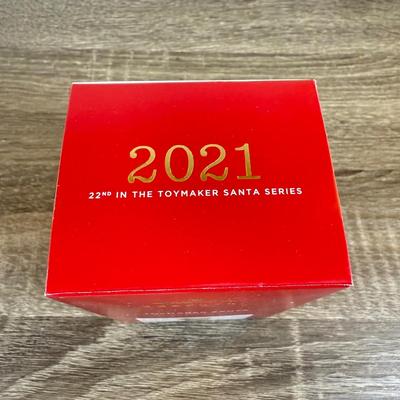 2021
22ND IN THE TOYMAKER SANTA SERIES